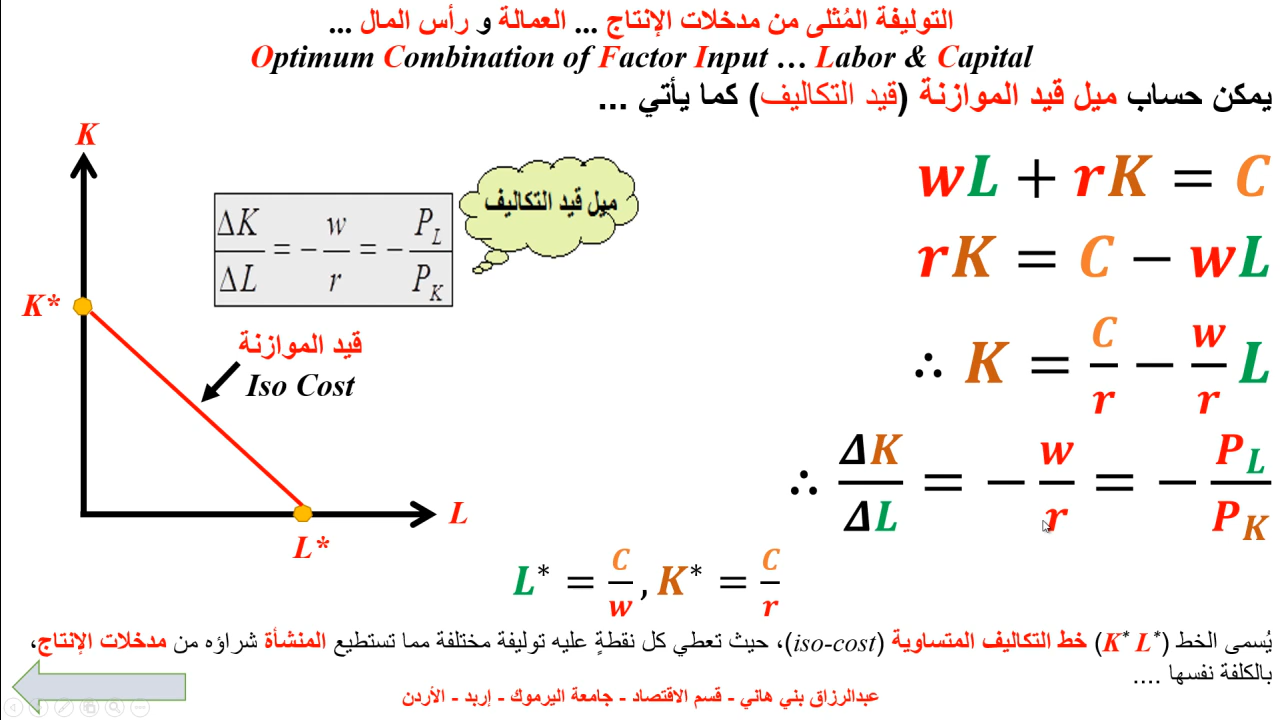 التوليفة المُثلى من مدخلات الإنتاج ... العمالة و رأس المال ...
Optimum Combination of Factor Input … Labor & Capital
يمكن حساب ميل قيد الموازنة (قيد التكاليف) كما يأتي ...
K
ΔK/ΔL = − w/r = − P_L/P_K
ميل قيد التكاليف
K*
قيد الموازنة
Iso Cost
L
L*
wL + rK = C
rK = C − wL
∴ K = C/r − w/r L
∴ ΔK/ΔL = − w/r = − P_L/P_K
L* = C/w , K* = C/r
يُسمى الخط (K* L*) خط التكاليف المتساوية (iso-cost)، حيث تعطي كل نقطةٍ عليه توليفة مختلفة مما تستطيع المنشأة شراؤه من مدخلات الإنتاج،
بالكلفة نفسها ....
عبدالرزاق بني هاني - قسم الاقتصاد - جامعة اليرموك - إربد - الأردن